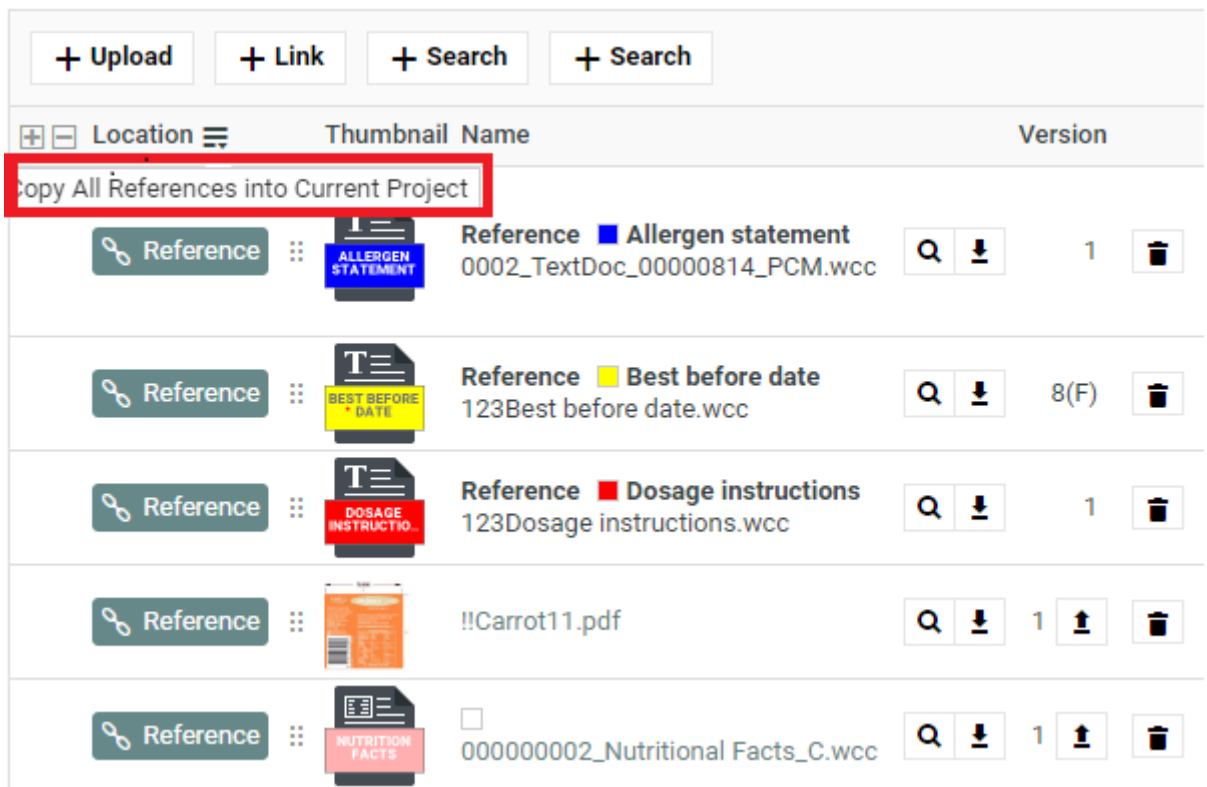 Upload Link Search Search
Location Thumbnail Name Version
Copy All References into Current Project
Reference T ALLERGEN STATEMENT Reference Allergen statement 1
0002_TextDoc_00000814_PCM.wcc
Reference T BEST BEFORE * DATE Reference Best before date 8(F)
123Best before date.wcc
Reference T DOSAGE INSTRUCTIO... Reference Dosage instructions 1
123Dosage instructions.wcc
Reference !!Carrot11.pdf 1
Reference NUTRITION FACTS 000000002_Nutritional Facts_C.wcc 1